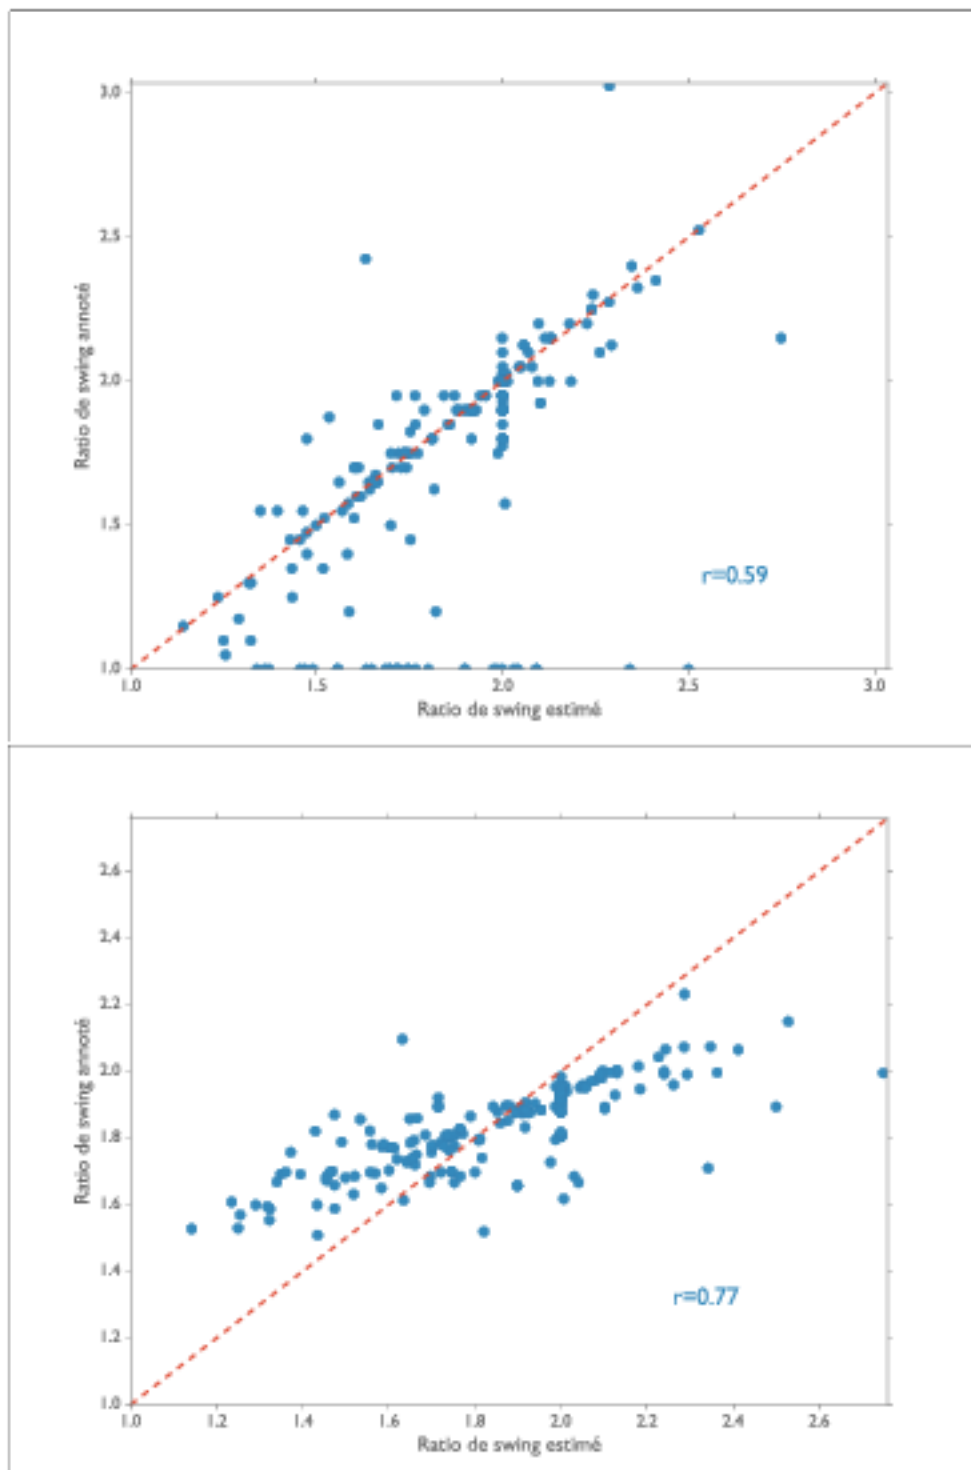 3.0
2.5
2.0
1.5
1.0
Ratio de swing annoté
r=0.59
1.0 1.5 2.0 2.5 3.0
Ratio de swing estimé
2.6
2.4
2.2
2.0
1.8
1.6
1.4
1.2
1.0
Ratio de swing annoté
r=0.77
1.0 1.2 1.4 1.6 1.8 2.0 2.2 2.4 2.6
Ratio de swing estimé